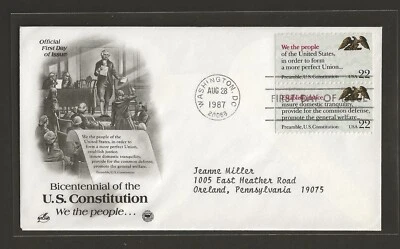 Official
First Day
of Issue
We the people of the
United States, in order to form
a more perfect Union,
establish justice,
insure domestic tranquility,
provide for the common defense,
promote the general welfare,
Bicentennial of the
U.S. Constitution
We the people...
WASHINGTON, DC
AUG 28
1987
20066
We the people
of the United States,
in order to form
a more perfect Union...
Preamble, U.S. Constitution USA 22
FIRST DAY OF ISSUE
insure domestic tranquility,
provide for the common defense,
promote the general welfare,
Preamble, U.S. Constitution USA 22
Jeanne Miller
1005 East Heather Road
Oreland, Pennsylvania 19075